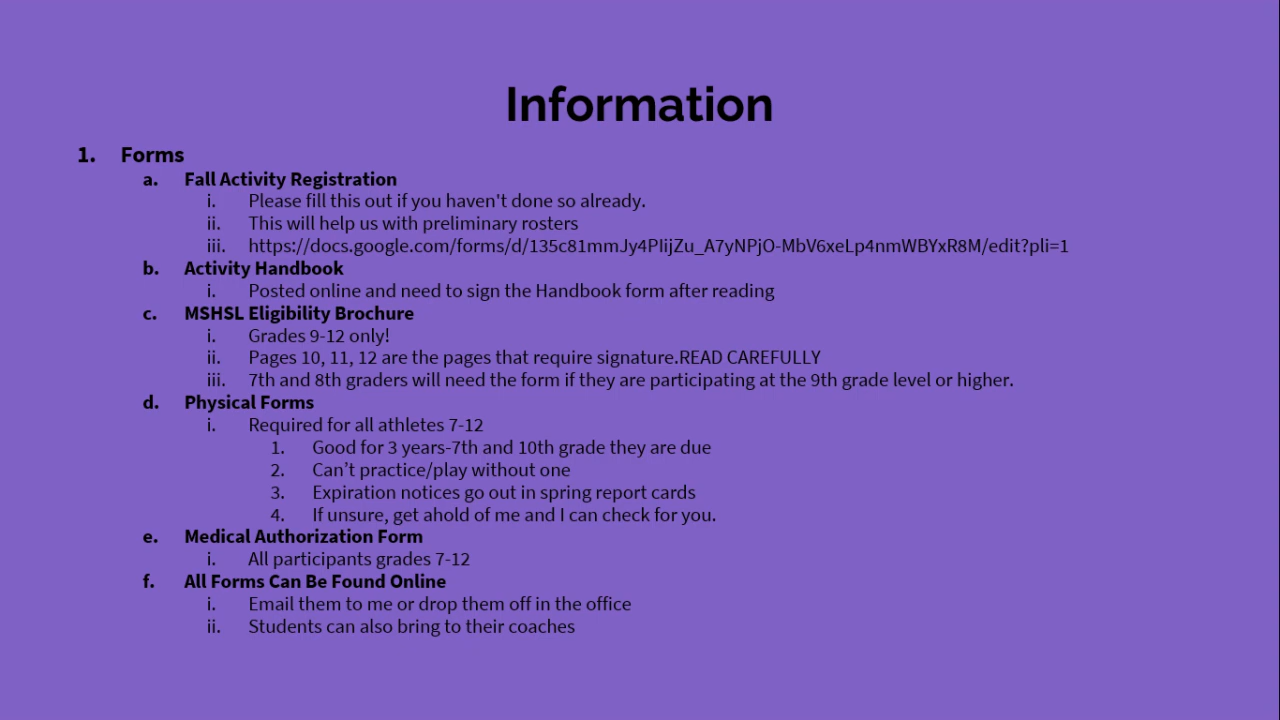 Information
1. Forms
a. Fall Activity Registration
i. Please fill this out if you haven't done so already.
ii. This will help us with preliminary rosters
iii. https://docs.google.com/forms/d/135c81mmJy4PIijZu_A7yNPjO-MbV6xeLp4nmWBYxR8M/edit?pli=1
b. Activity Handbook
i. Posted online and need to sign the Handbook form after reading
c. MSHSL Eligibility Brochure
i. Grades 9-12 only!
ii. Pages 10, 11, 12 are the pages that require signature.READ CAREFULLY
iii. 7th and 8th graders will need the form if they are participating at the 9th grade level or higher.
d. Physical Forms
i. Required for all athletes 7-12
1. Good for 3 years-7th and 10th grade they are due
2. Can’t practice/play without one
3. Expiration notices go out in spring report cards
4. If unsure, get ahold of me and I can check for you.
e. Medical Authorization Form
i. All participants grades 7-12
f. All Forms Can Be Found Online
i. Email them to me or drop them off in the office
ii. Students can also bring to their coaches